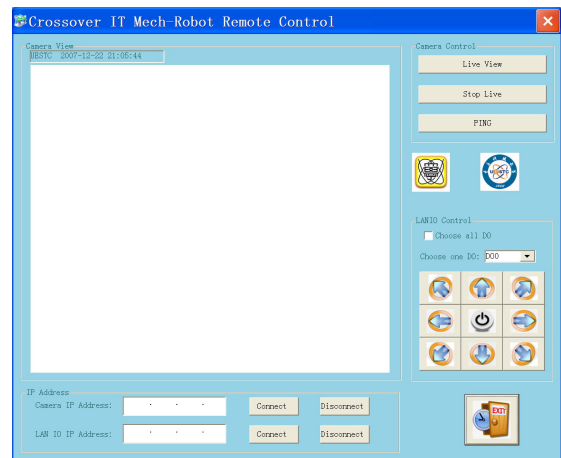 Crossover IT Mech-Robot Remote Control
Camera View
UESTC 2007-12-22 21:05:44
Camera Control
Live View
Stop Live
PING
UESTC
LANIO Control
Choose all DO
Choose one DO: DO0
IP Address
Camera IP Address: . . . Connect Disconnect
LAN IO IP Address: . . . Connect Disconnect
EXIT